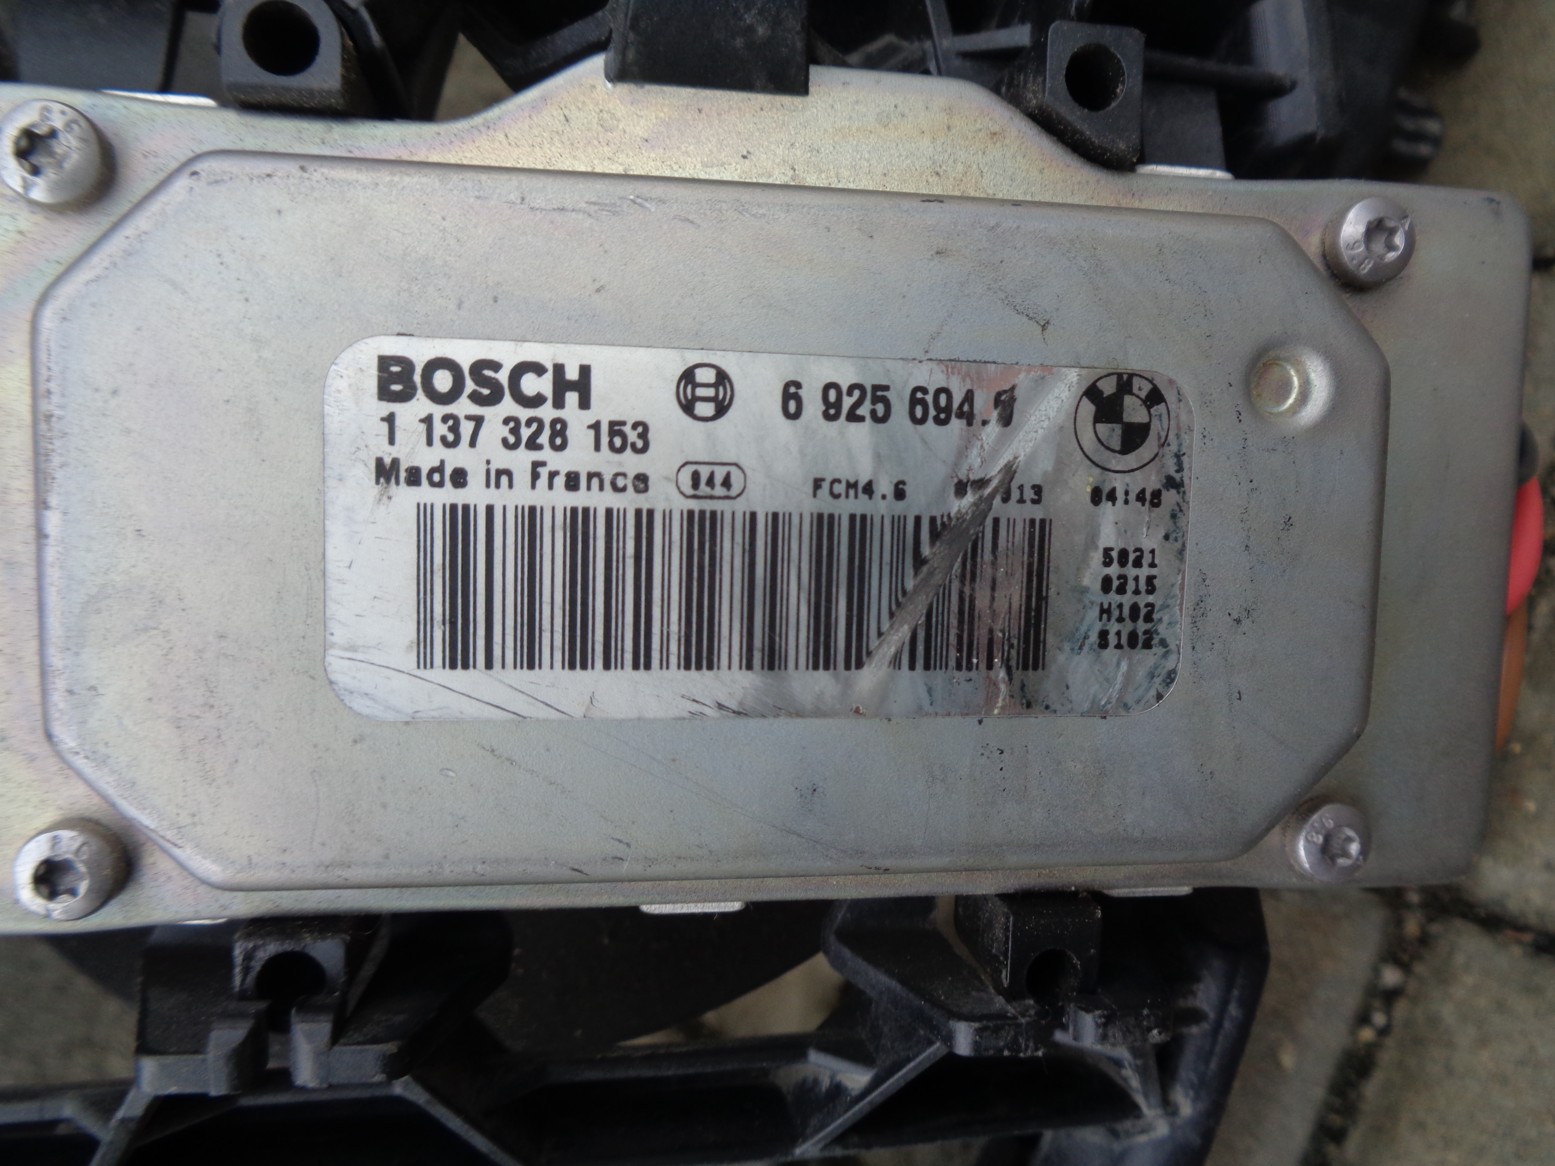 BOSCH
6 925 694.
1 137 328 153
Made in France
944
FCM4.6
04:48
5021
0215
H102
S102